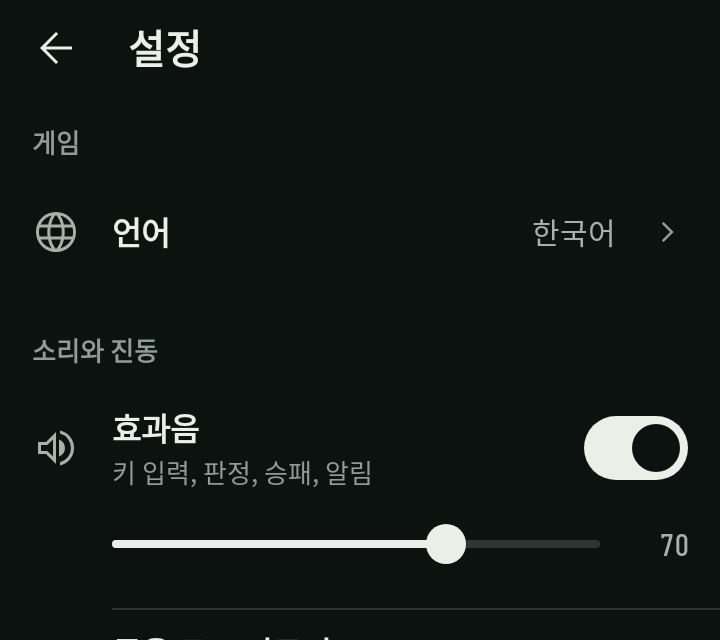 설정
게임
언어
한국어
소리와 진동
효과음
키 입력, 판정, 승패, 알림
70